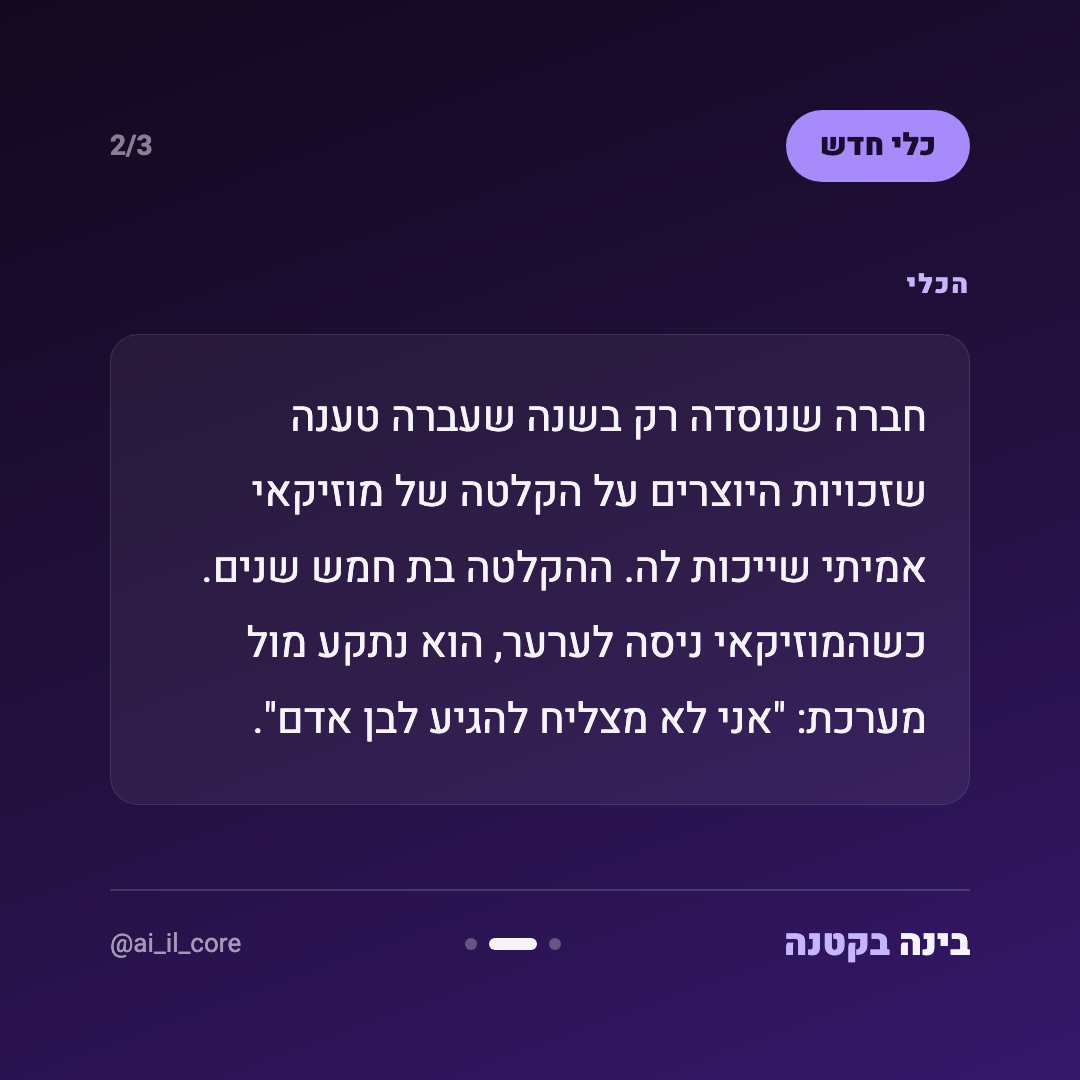 כלי חדש
2/3
הכלי
חברה שנוסדה רק בשנה שעברה טענה
שזכויות היוצרים על הקלטה של מוזיקאי
אמיתי שייכות לה. ההקלטה בת חמש שנים.
כשהמוזיקאי ניסה לערער, הוא נתקע מול
מערכת: "אני לא מצליח להגיע לבן אדם".
בינה בקטנה
@ai_il_core